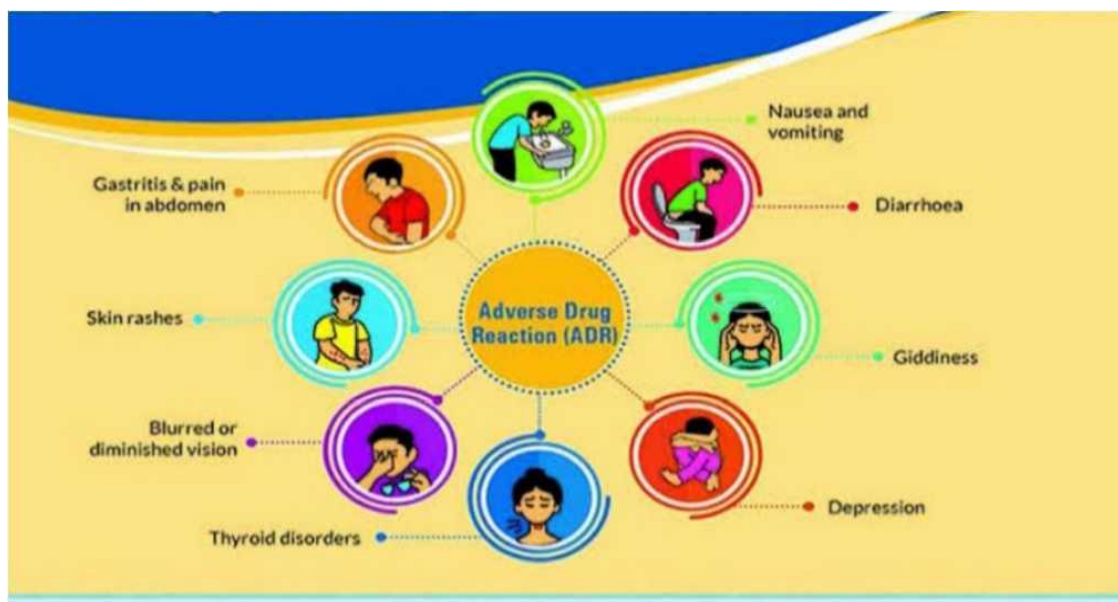 Nausea and
vomiting
Gastritis & pain
in abdomen
Diarrhoea
Adverse Drug
Reaction (ADR)
Skin rashes
Giddiness
Blurred or
diminished vision
Depression
Thyroid disorders